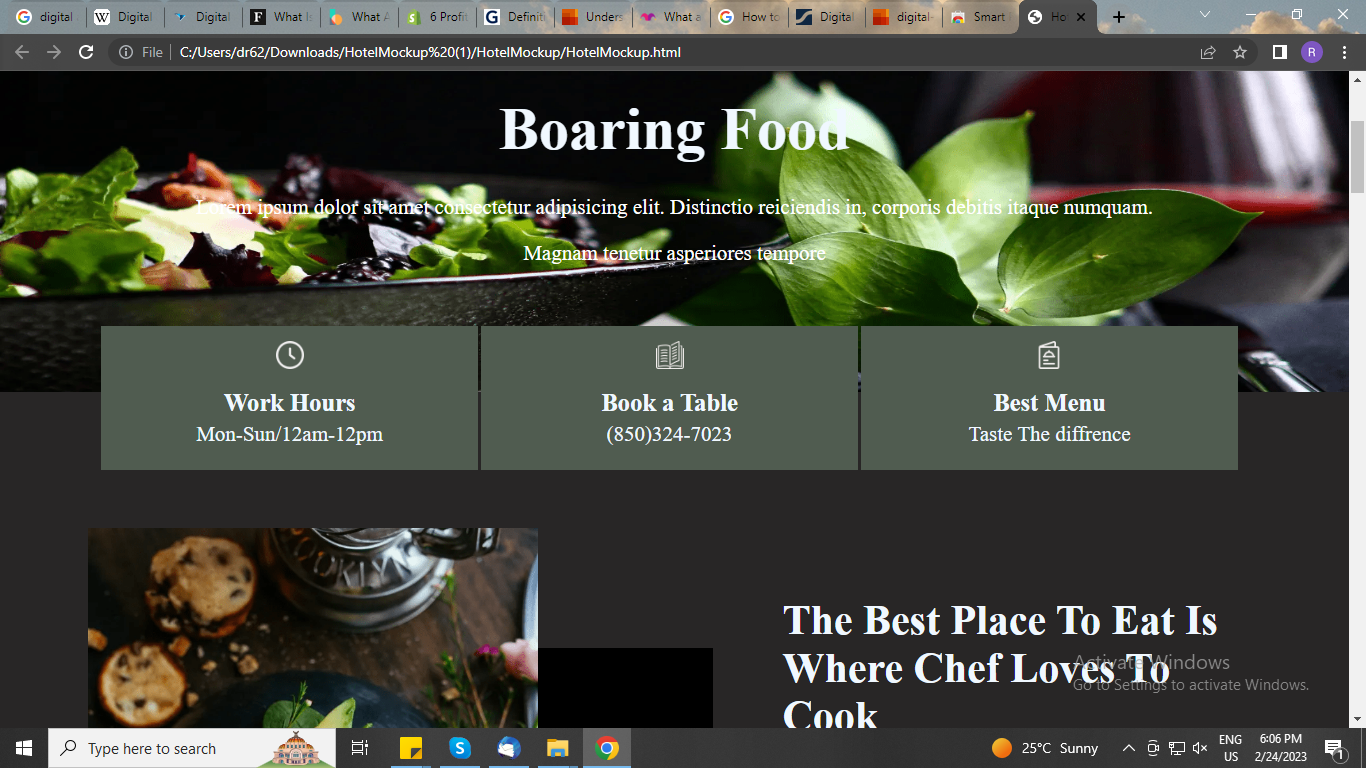 digital
Digital
Digital
What Is
What A
6 Profit
Definiti
Unders
What a
How to
Digital
digital-
Smart
Ho
File
C:/Users/dr62/Downloads/HotelMockup%20(1)/HotelMockup/HotelMockup.html
R
Boaring Food
Lorem ipsum dolor sit amet consectetur adipisicing elit. Distinctio reiciendis in, corporis debitis itaque numquam.
Magnam tenetur asperiores tempore
Work Hours
Mon-Sun/12am-12pm
Book a Table
(850)324-7023
Best Menu
Taste The diffrence
OOKLY
The Best Place To Eat Is
Where Chef Loves To
Cook
Activate Windows
Go to Settings to activate Windows.
Type here to search
25°C Sunny
ENG
US
6:06 PM
2/24/2023
1